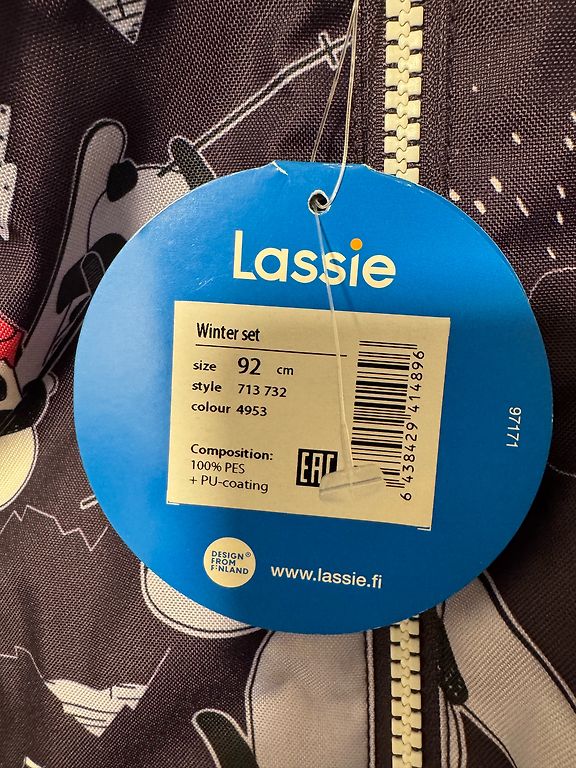 Lassie
Winter set
size 92 cm
style 713 732
colour 4953
Composition:
100% PES
+ PU-coating
EAC
6 438429 414896
97171
DESIGN®
FROM
FINLAND
www.lassie.fi